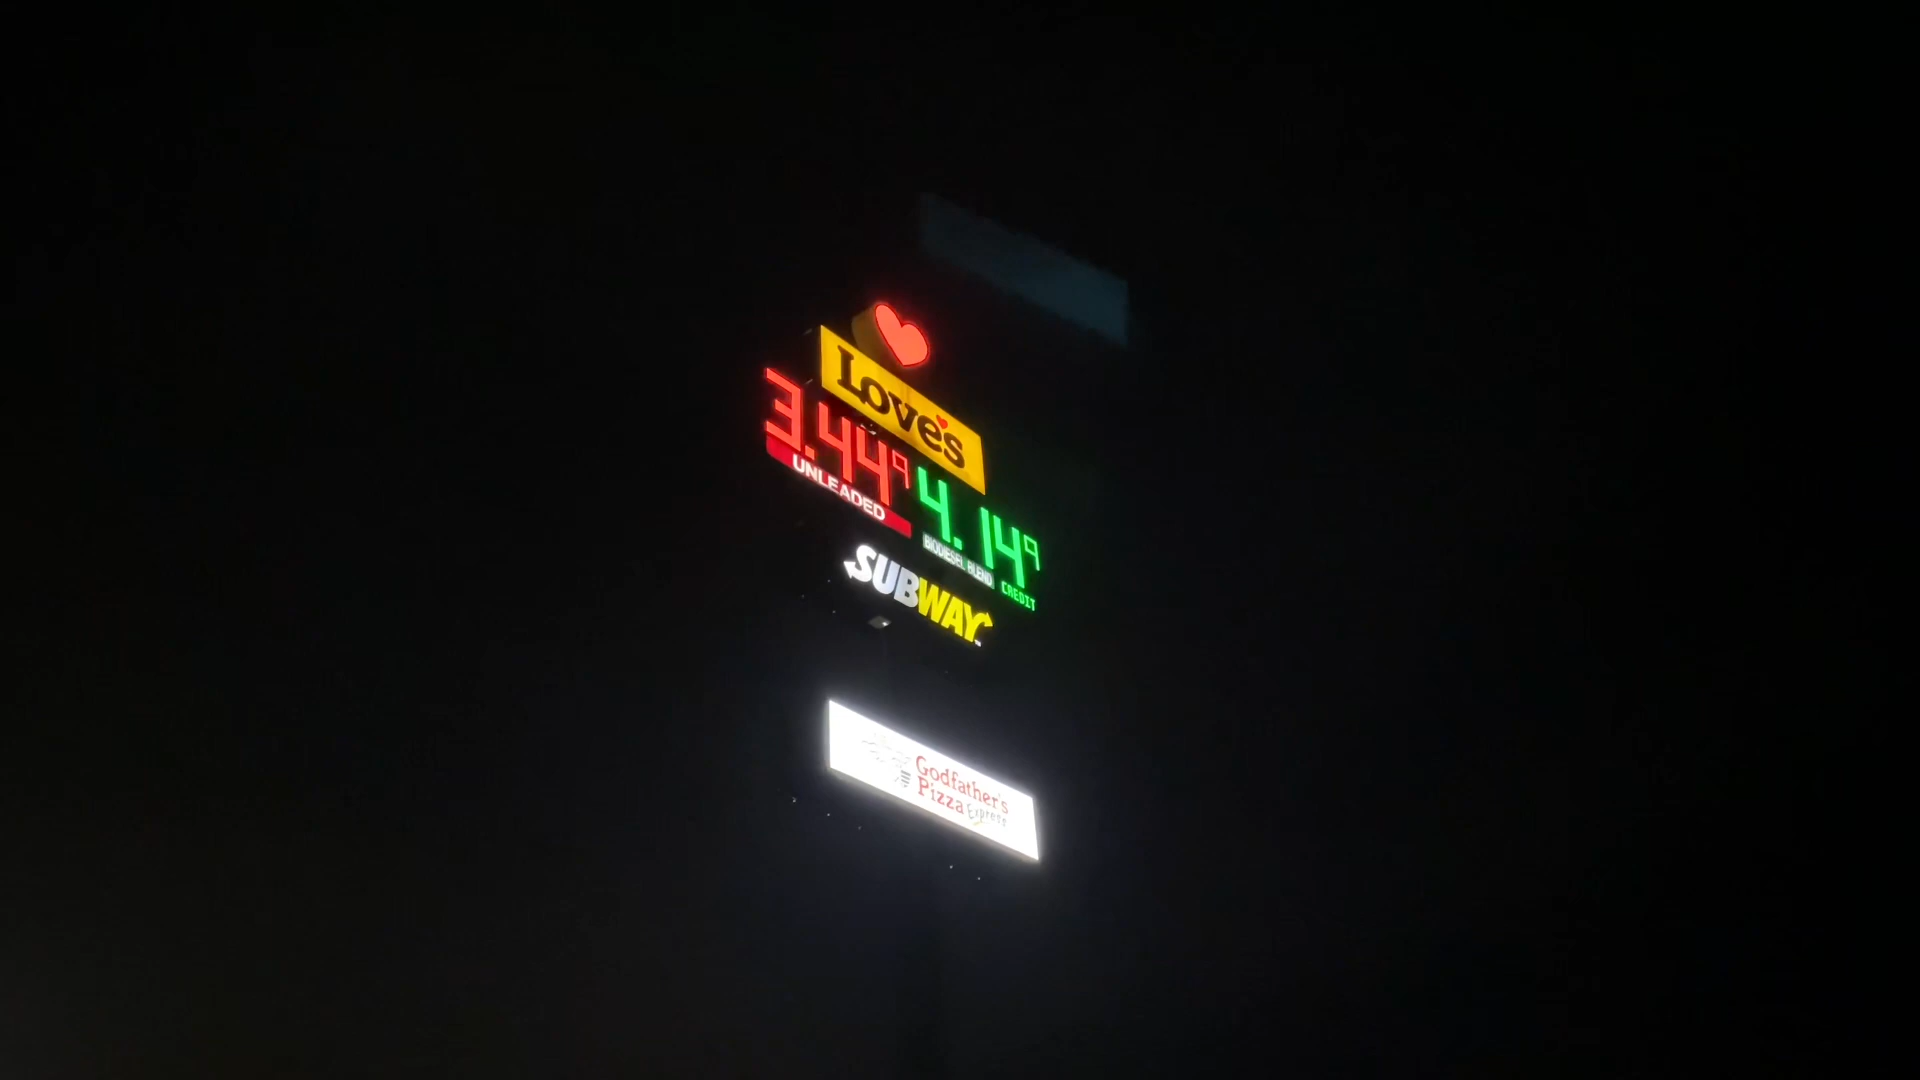 Love's
3.449
UNLEADED
4.149
BIODIESEL BLEND
CREDIT
SUBWAY
Godfather's
Pizza Express